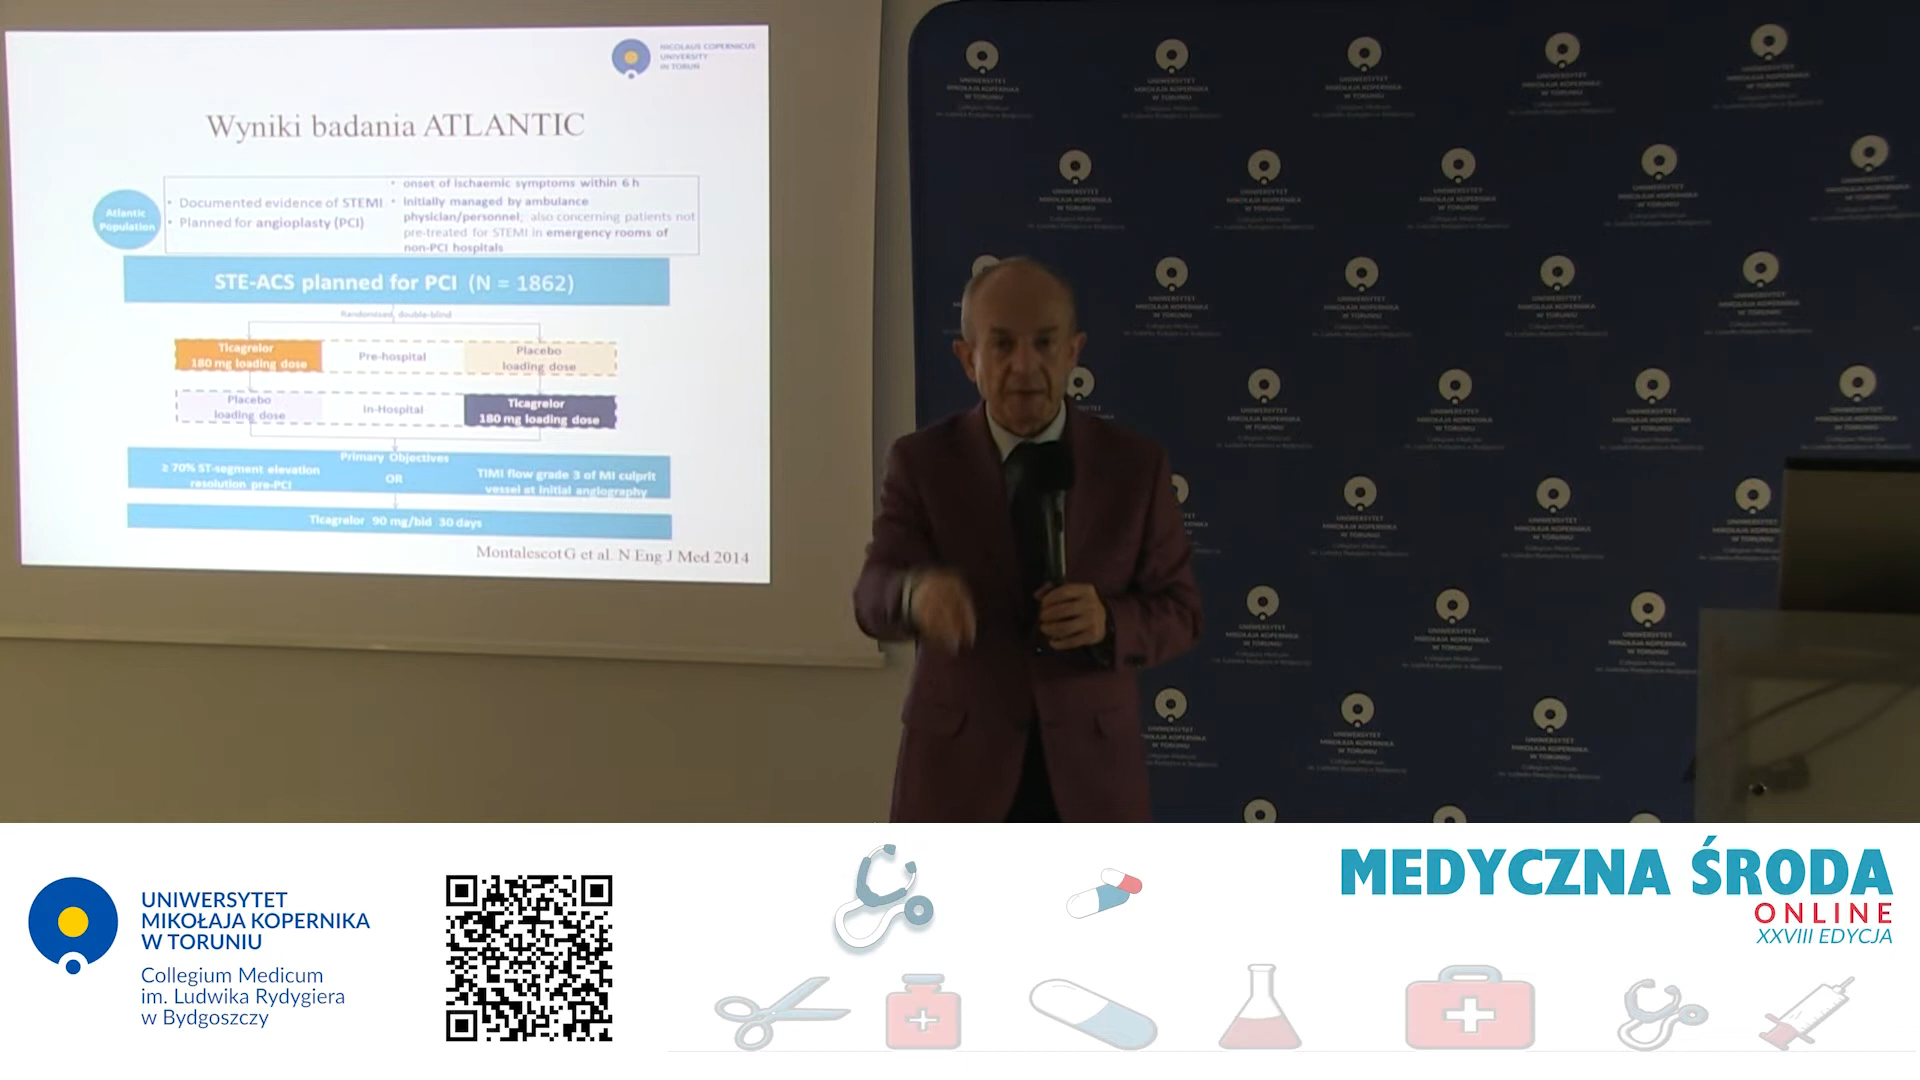 NICOLAUS COPERNICUS
UNIVERSITY
IN TORUŃ
Wyniki badania ATLANTIC
Atlantic
Population
• Documented evidence of STEMI
• Planned for angioplasty (PCI)
• onset of ischaemic symptoms within 6 h
• initially managed by ambulance
physician/personnel; also concerning patients not
pre-treated for STEMI in emergency rooms of
non-PCI hospitals
STE-ACS planned for PCI (N = 1862)
Randomised, double-blind
Ticagrelor
180 mg loading dose
Pre-hospital
Placebo
loading dose
Placebo
loading dose
In-Hospital
Ticagrelor
180 mg loading dose
Primary Objectives
≥ 70% ST-segment elevation
resolution pre-PCI
OR
TIMI flow grade 3 of MI culprit
vessel at initial angiography
Ticagrelor 90 mg/bid 30 days
Montalescot G et al. N Eng J Med 2014
UNIWERSYTET
MIKOŁAJA KOPERNIKA
W TORUNIU
UNIWERSYTET
MIKOŁAJA KOPERNIKA
W TORUNIU
Collegium Medicum
im. Ludwika Rydygiera
w Bydgoszczy
MEDYCZNA ŚRODA
ONLINE
XXVIII EDYCJA